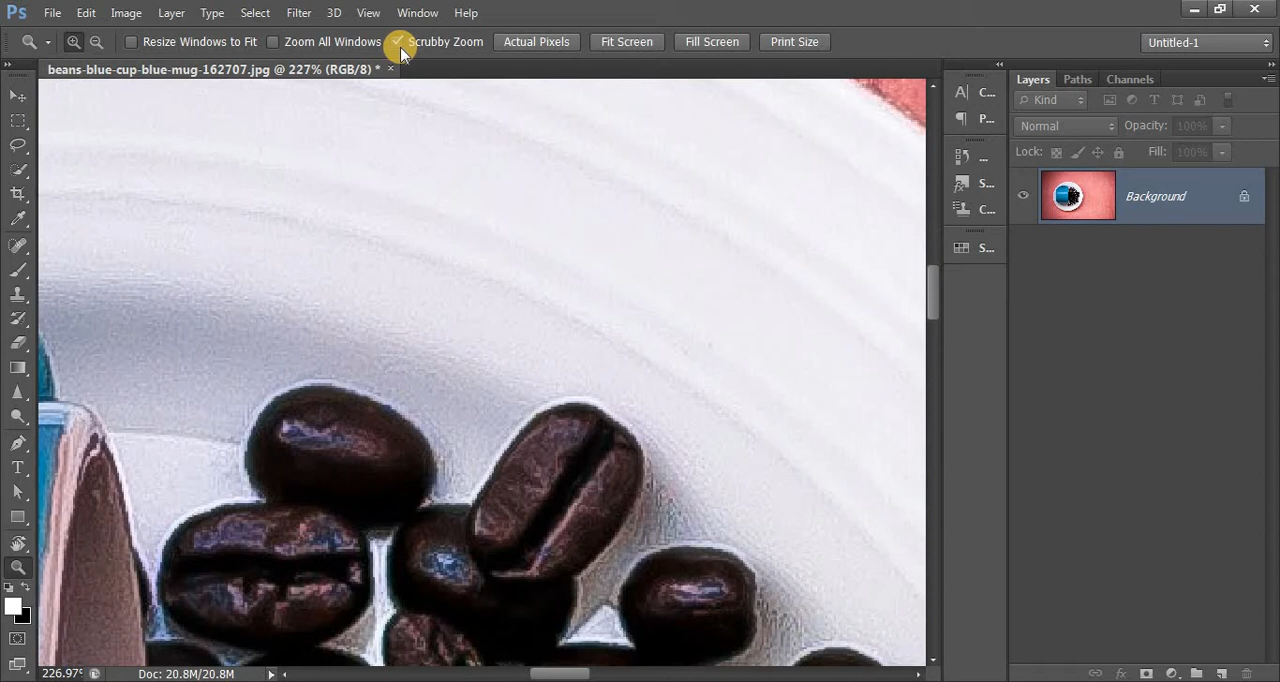 Ps File Edit Image Layer Type Select Filter 3D View Window Help
Resize Windows to Fit Zoom All Windows Scrubby Zoom Actual Pixels Fit Screen Fill Screen Print Size Untitled-1
beans-blue-cup-blue-mug-162707.jpg @ 227% (RGB/8) * ×
Layers Paths Channels
A| C...
Kind
¶ P...
Normal Opacity: 100%
Lock: Fill: 100%
...
S...
Background
C...
S...
T
226.97% Doc: 20.8M/20.8M